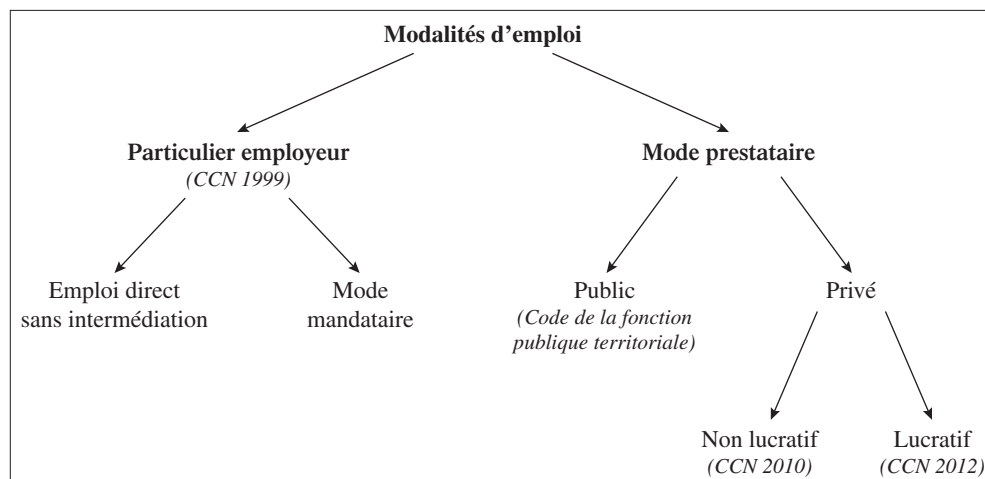 Modalités d'emploi
Particulier employeur
(CCN 1999)
Mode prestataire
Emploi direct
sans intermédiation
Mode
mandataire
Public
(Code de la fonction
publique territoriale)
Privé
Non lucratif
(CCN 2010)
Lucratif
(CCN 2012)